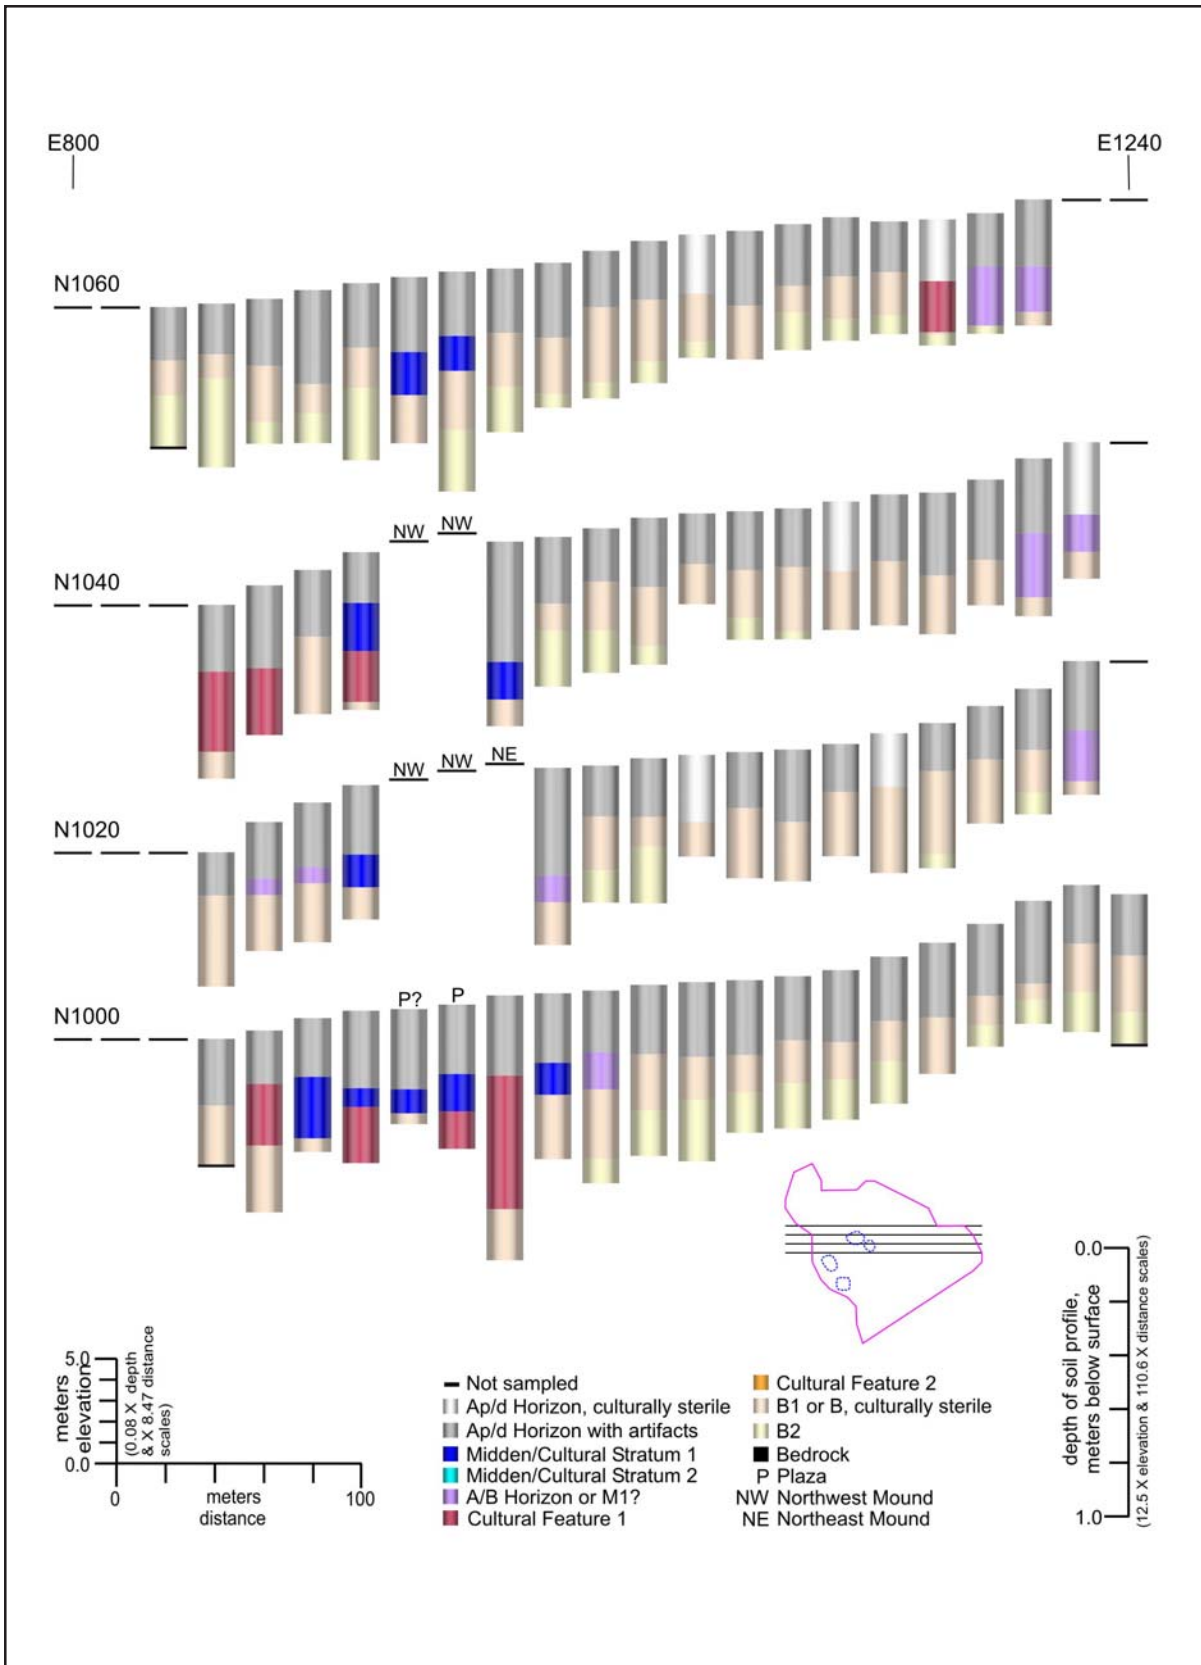 E800
E1240
N1060
NW
NW
N1040
NW
NW
NE
N1020
P?
P
N1000
0.0
1.0
depth of soil profile,
meters below surface
(12.5 X elevation & 110.6 X distance scales)
5.0
0.0
meters
elevation
(0.08 X depth
& X 8.47 distance
scales)
0
meters
distance
100
Not sampled
Ap/d Horizon, culturally sterile
Ap/d Horizon with artifacts
Midden/Cultural Stratum 1
Midden/Cultural Stratum 2
A/B Horizon or M1?
Cultural Feature 1
Cultural Feature 2
B1 or B, culturally sterile
B2
Bedrock
P Plaza
NW Northwest Mound
NE Northeast Mound